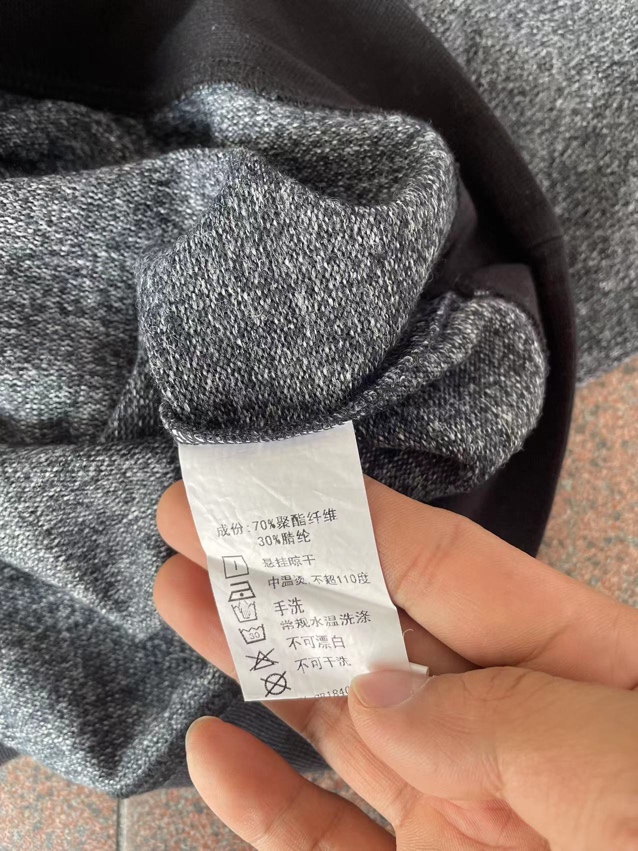 成份:70%聚酯纤维
30%腈纶
悬挂晾干
中温烫,不超110度
手洗
常规水温洗涤
30
不可漂白
不可干洗